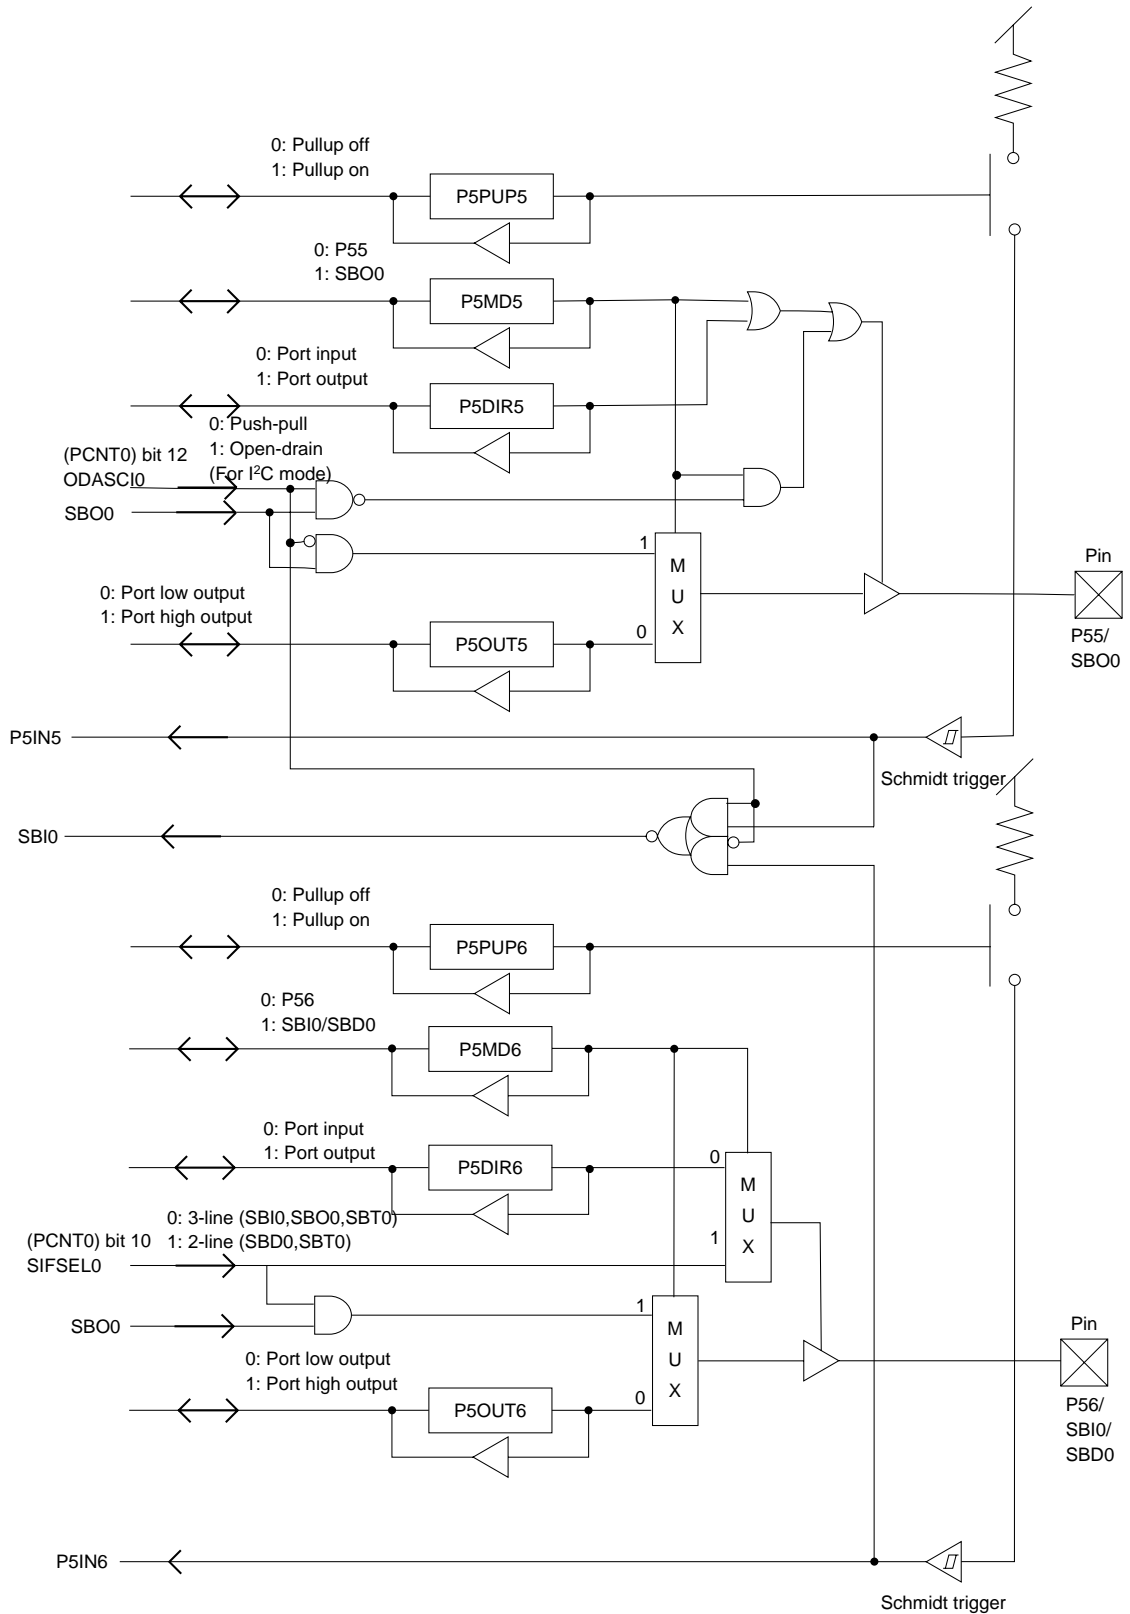 0: Pullup off
1: Pullup on
P5PUP5
0: P55
1: SBO0
P5MD5
0: Port input
1: Port output
P5DIR5
0: Push-pull
1: Open-drain
(For I²C mode)
(PCNT0) bit 12
ODASCI0
SBO0
1
M
U
X
0
Pin
P55/
SBO0
0: Port low output
1: Port high output
P5OUT5
P5IN5
Schmidt trigger
SBI0
0: Pullup off
1: Pullup on
P5PUP6
0: P56
1: SBI0/SBD0
P5MD6
0: Port input
1: Port output
P5DIR6
0
M
U
X
1
0: 3-line (SBI0,SBO0,SBT0)
1: 2-line (SBD0,SBT0)
(PCNT0) bit 10
SIFSEL0
SBO0
1
M
U
X
0
Pin
P56/
SBI0/
SBD0
0: Port low output
1: Port high output
P5OUT6
P5IN6
Schmidt trigger